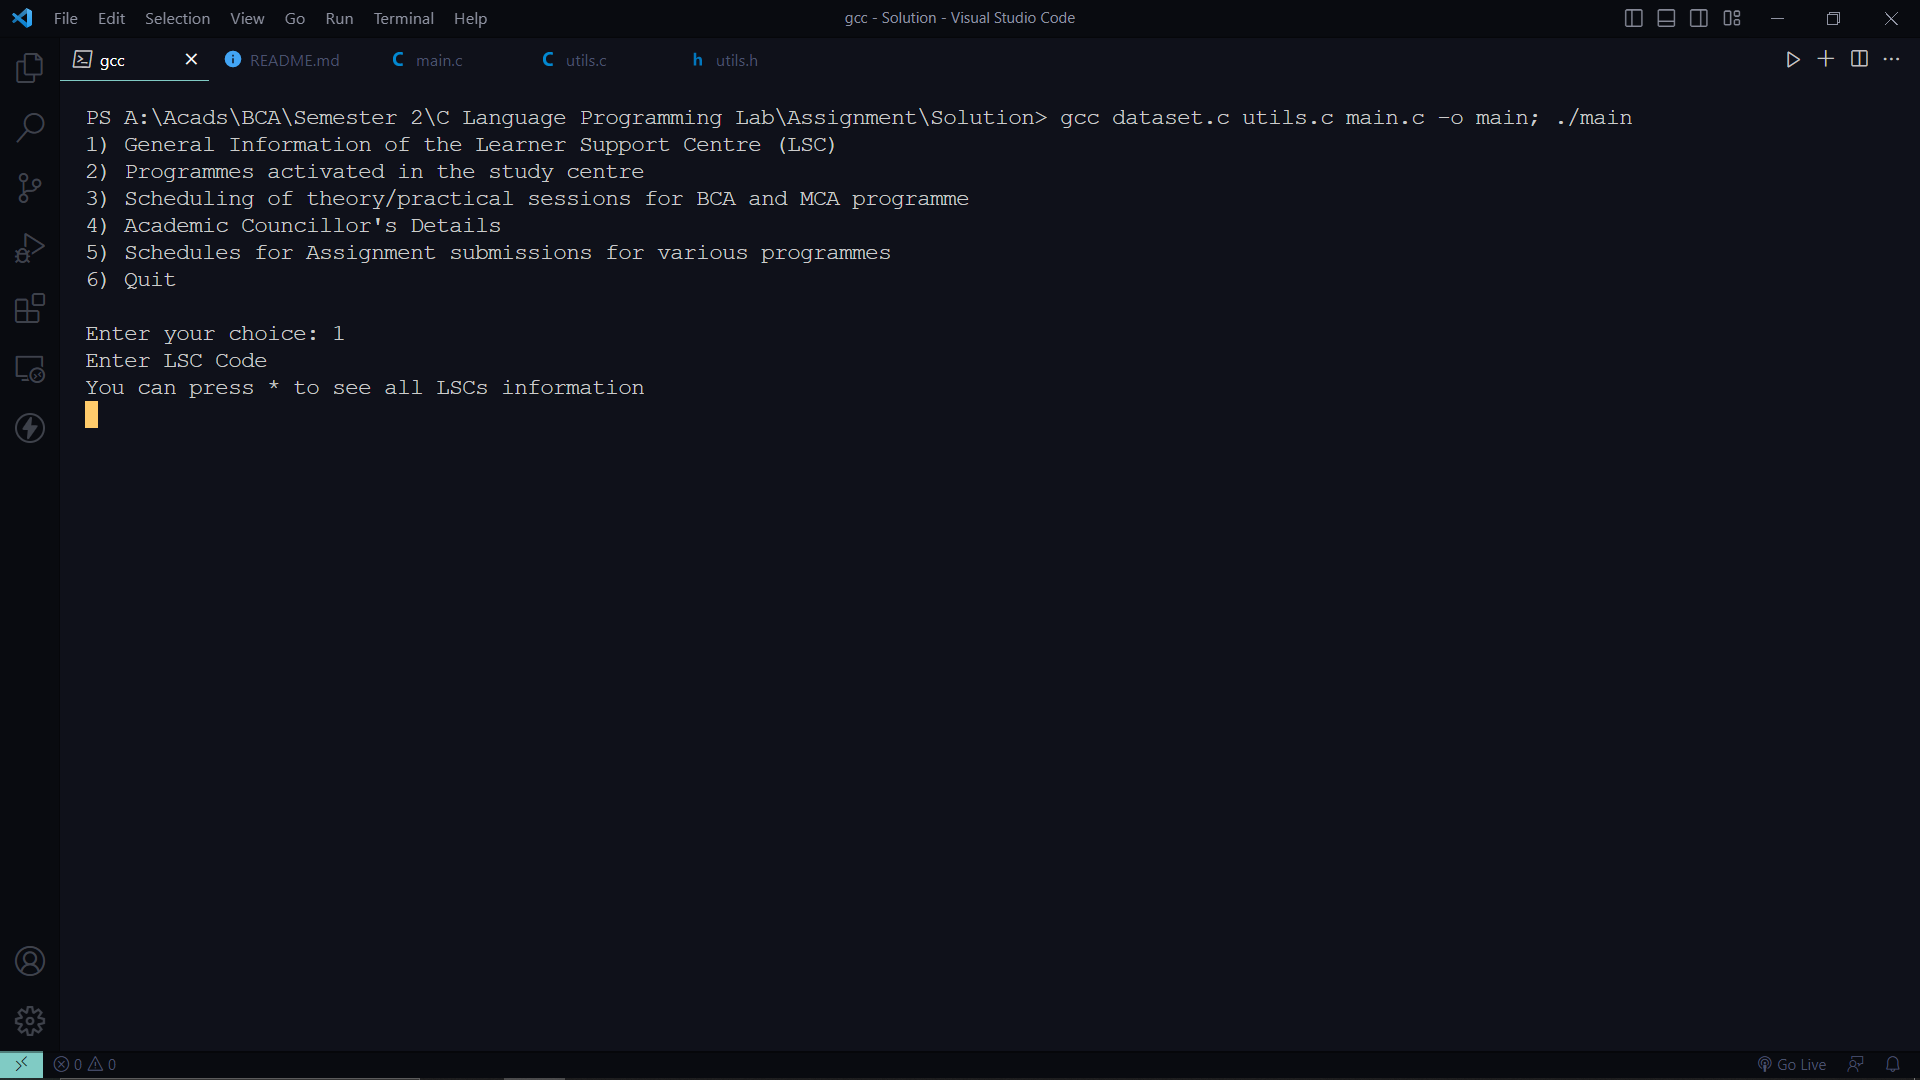 File Edit Selection View Go Run Terminal Help
gcc - Solution - Visual Studio Code
gcc README.md main.c utils.c utils.h
PS A:\Acads\BCA\Semester 2\C Language Programming Lab\Assignment\Solution> gcc dataset.c utils.c main.c -o main; ./main
1) General Information of the Learner Support Centre (LSC)
2) Programmes activated in the study centre
3) Scheduling of theory/practical sessions for BCA and MCA programme
4) Academic Councillor's Details
5) Schedules for Assignment submissions for various programmes
6) Quit
Enter your choice: 1
Enter LSC Code
You can press * to see all LSCs information
0 0 Go Live